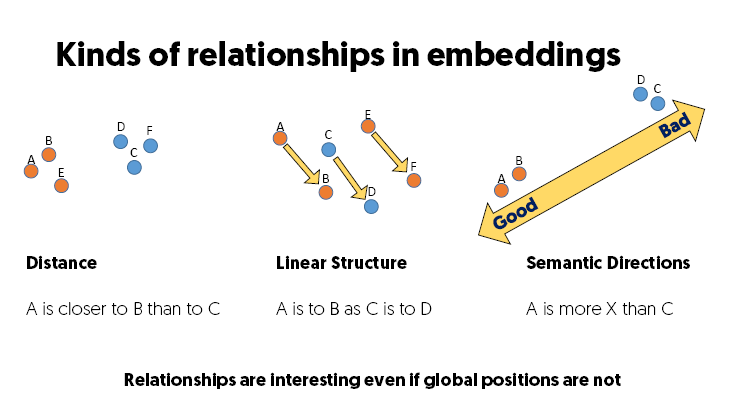 Kinds of relationships in embeddings
A
B
E
D
F
C
A
C
E
B
D
F
D
C
Bad
B
A
Good
Distance
A is closer to B than to C
Linear Structure
A is to B as C is to D
Semantic Directions
A is more X than C
Relationships are interesting even if global positions are not